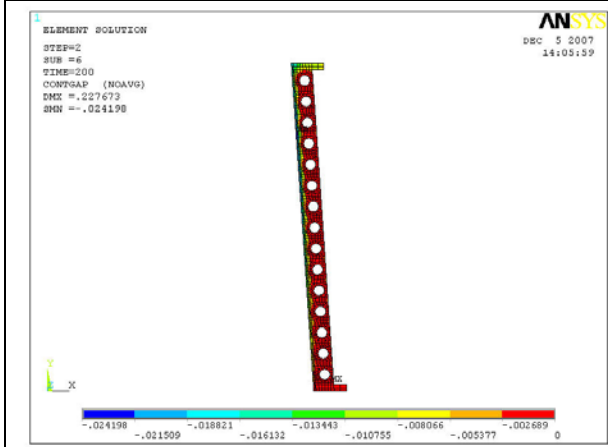 1
ANSYS
ELEMENT SOLUTION
DEC 5 2007
14:05:59
STEP=2
SUB =6
TIME=200
CONTGAP (NOAVG)
DMX =.227673
SMN =-.024198
MX
Y
Z X
-.024198 -.018821 -.013443 -.008066 -.002689
-.021509 -.016132 -.010755 -.005377 0